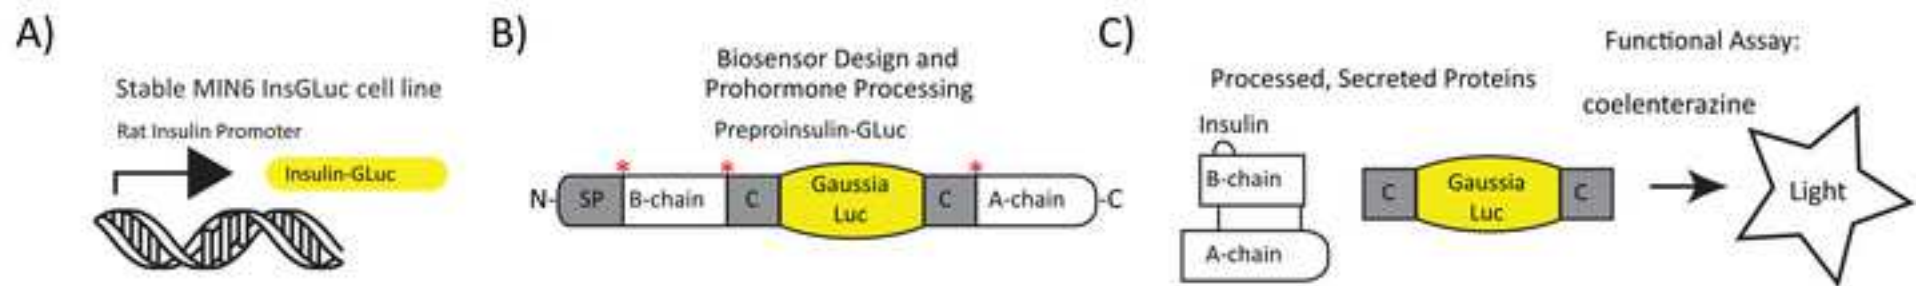 A)
Stable MIN6 InsGLuc cell line
Rat Insulin Promoter
Insulin-GLuc
B)
Biosensor Design and
Prohormone Processing
Preproinsulin-GLuc
* * *
N- SP B-chain C Gaussia Luc C A-chain -C
C)
Functional Assay:
Processed, Secreted Proteins
coelenterazine
Insulin
B-chain
A-chain
C Gaussia Luc C
Light